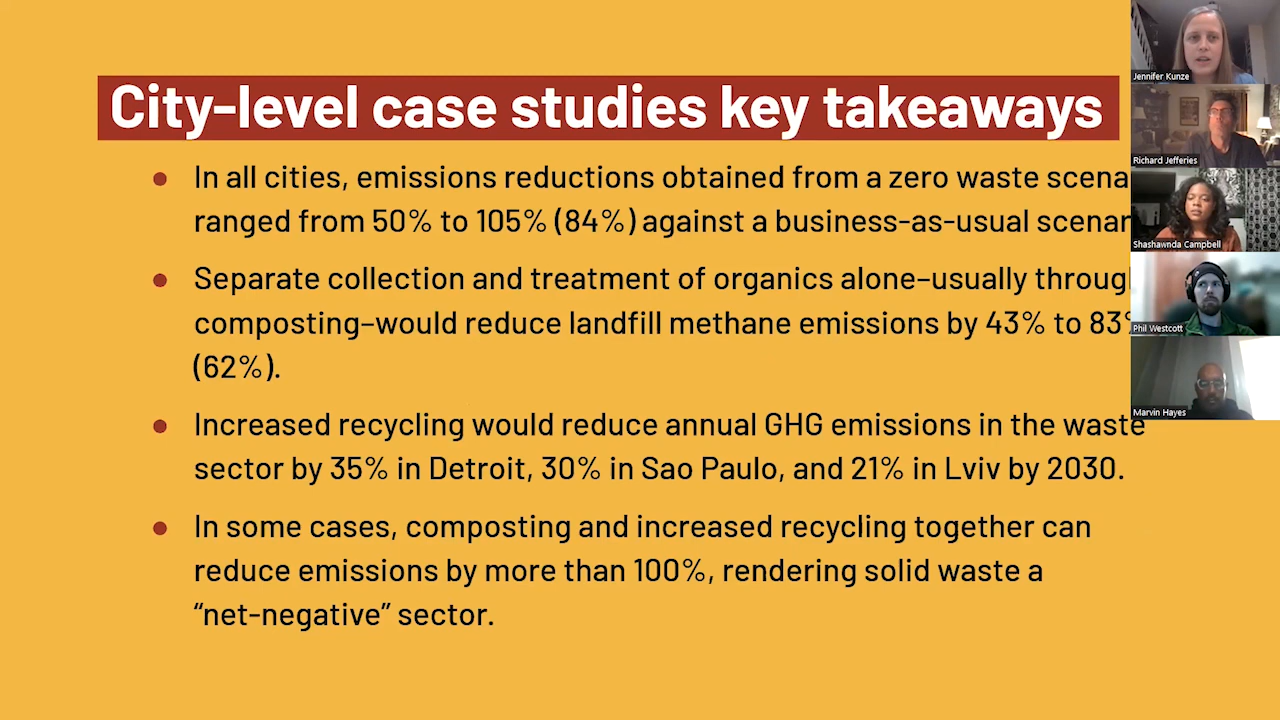 City-level case studies key takeaways
● In all cities, emissions reductions obtained from a zero waste
ranged from 50% to 105% (84%) against a business-as-usual
● Separate collection and treatment of organics alone–usually
composting–would reduce landfill methane emissions by 43% to
(62%).
● Increased recycling would reduce annual GHG emissions in the waste
sector by 35% in Detroit, 30% in Sao Paulo, and 21% in Lviv by 2030.
● In some cases, composting and increased recycling together can
reduce emissions by more than 100%, rendering solid waste a
“net-negative” sector.
Jennifer Kunze
Richard Jefferies
Shashawnda Campbell
Phil Westcott
Marvin Hayes